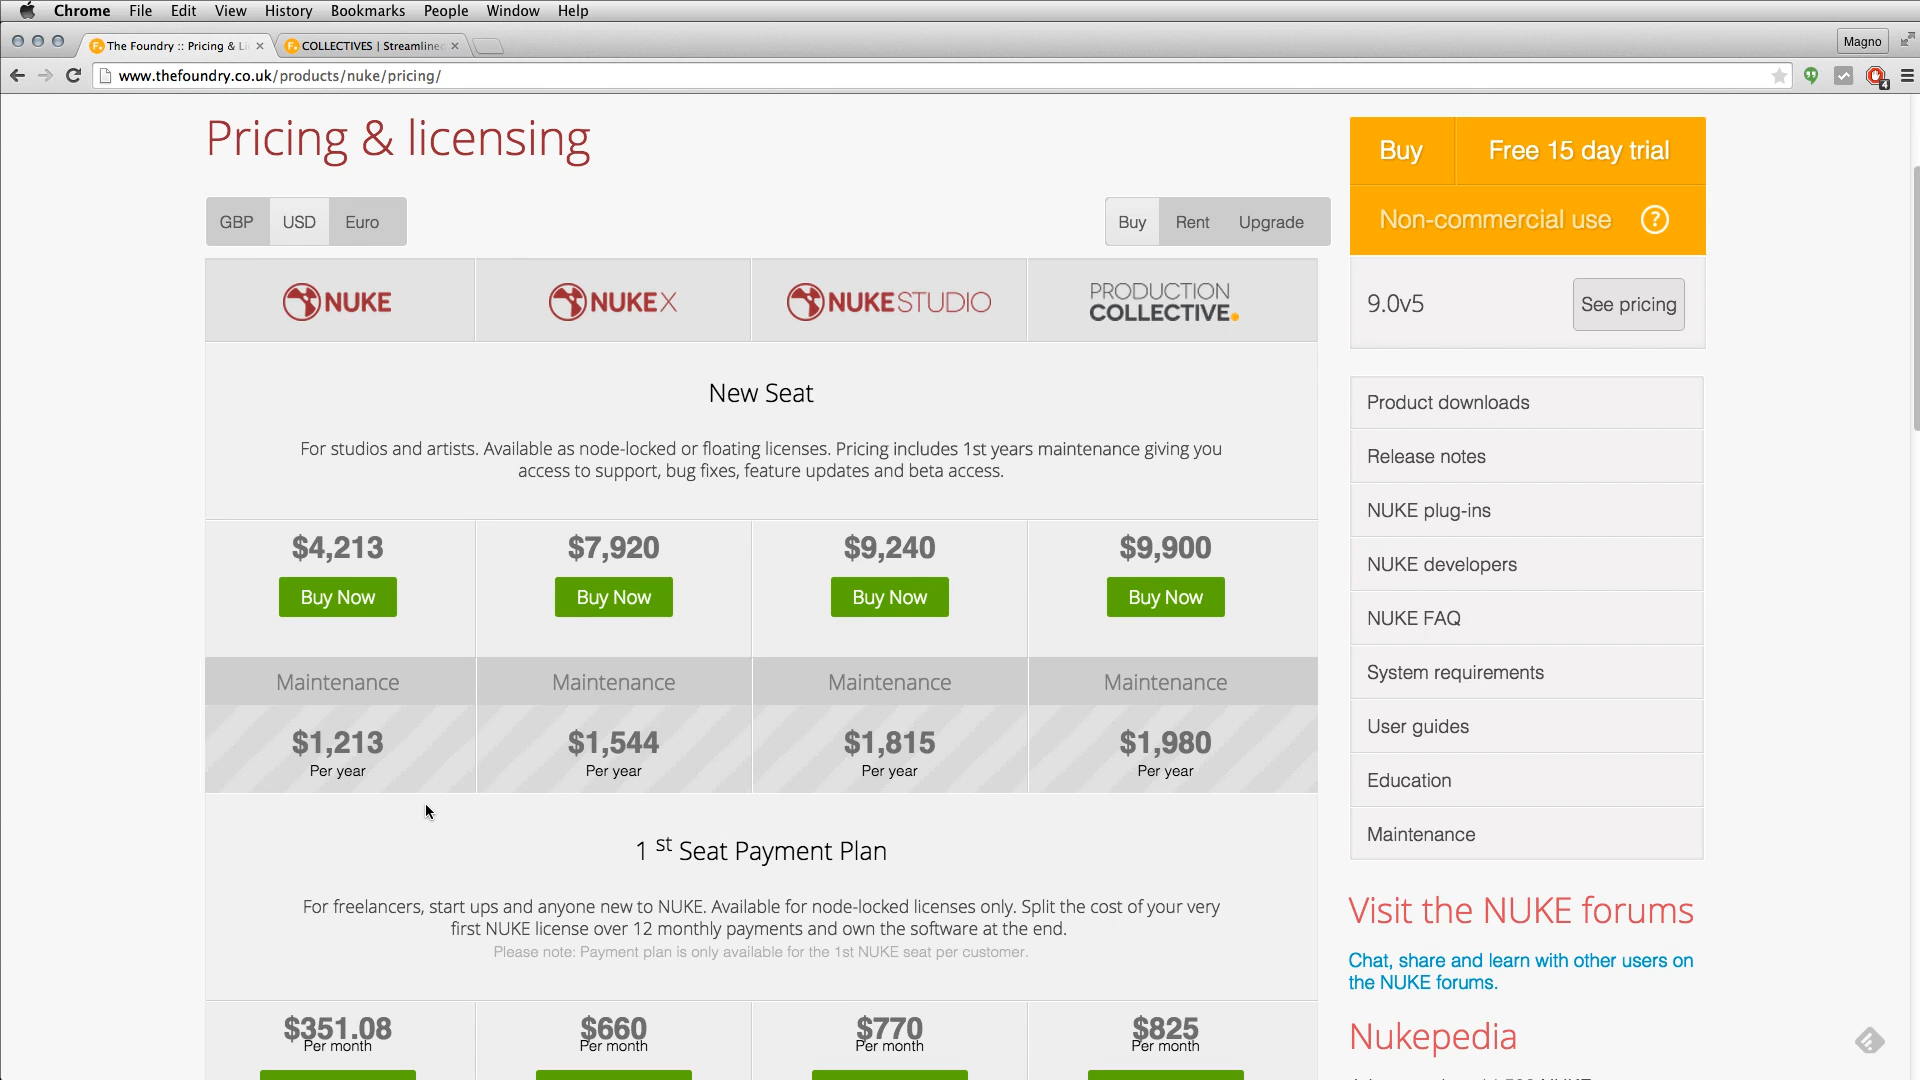 Chrome File Edit View History Bookmarks People Window Help
The Foundry :: Pricing & Li
COLLECTIVES | Streamline
Magno
www.thefoundry.co.uk/products/nuke/pricing/
4
Pricing & licensing
GBP USD Euro
Buy Rent Upgrade
NUKE NUKEX NUKESTUDIO PRODUCTION
COLLECTIVE.
New Seat
For studios and artists. Available as node-locked or floating licenses. Pricing includes 1st years maintenance giving you
access to support, bug fixes, feature updates and beta access.
$4,213 $7,920 $9,240 $9,900
Buy Now Buy Now Buy Now Buy Now
Maintenance Maintenance Maintenance Maintenance
$1,213 $1,544 $1,815 $1,980
Per year Per year Per year Per year
1 st Seat Payment Plan
For freelancers, start ups and anyone new to NUKE. Available for node-locked licenses only. Split the cost of your very
first NUKE license over 12 monthly payments and own the software at the end.
Please note: Payment plan is only available for the 1st NUKE seat per customer.
$351.08 $660 $770 $825
Per month Per month Per month Per month
Buy Free 15 day trial
Non-commercial use ?
9.0v5 See pricing
Product downloads
Release notes
NUKE plug-ins
NUKE developers
NUKE FAQ
System requirements
User guides
Education
Maintenance
Visit the NUKE forums
Chat, share and learn with other users on
the NUKE forums.
Nukepedia